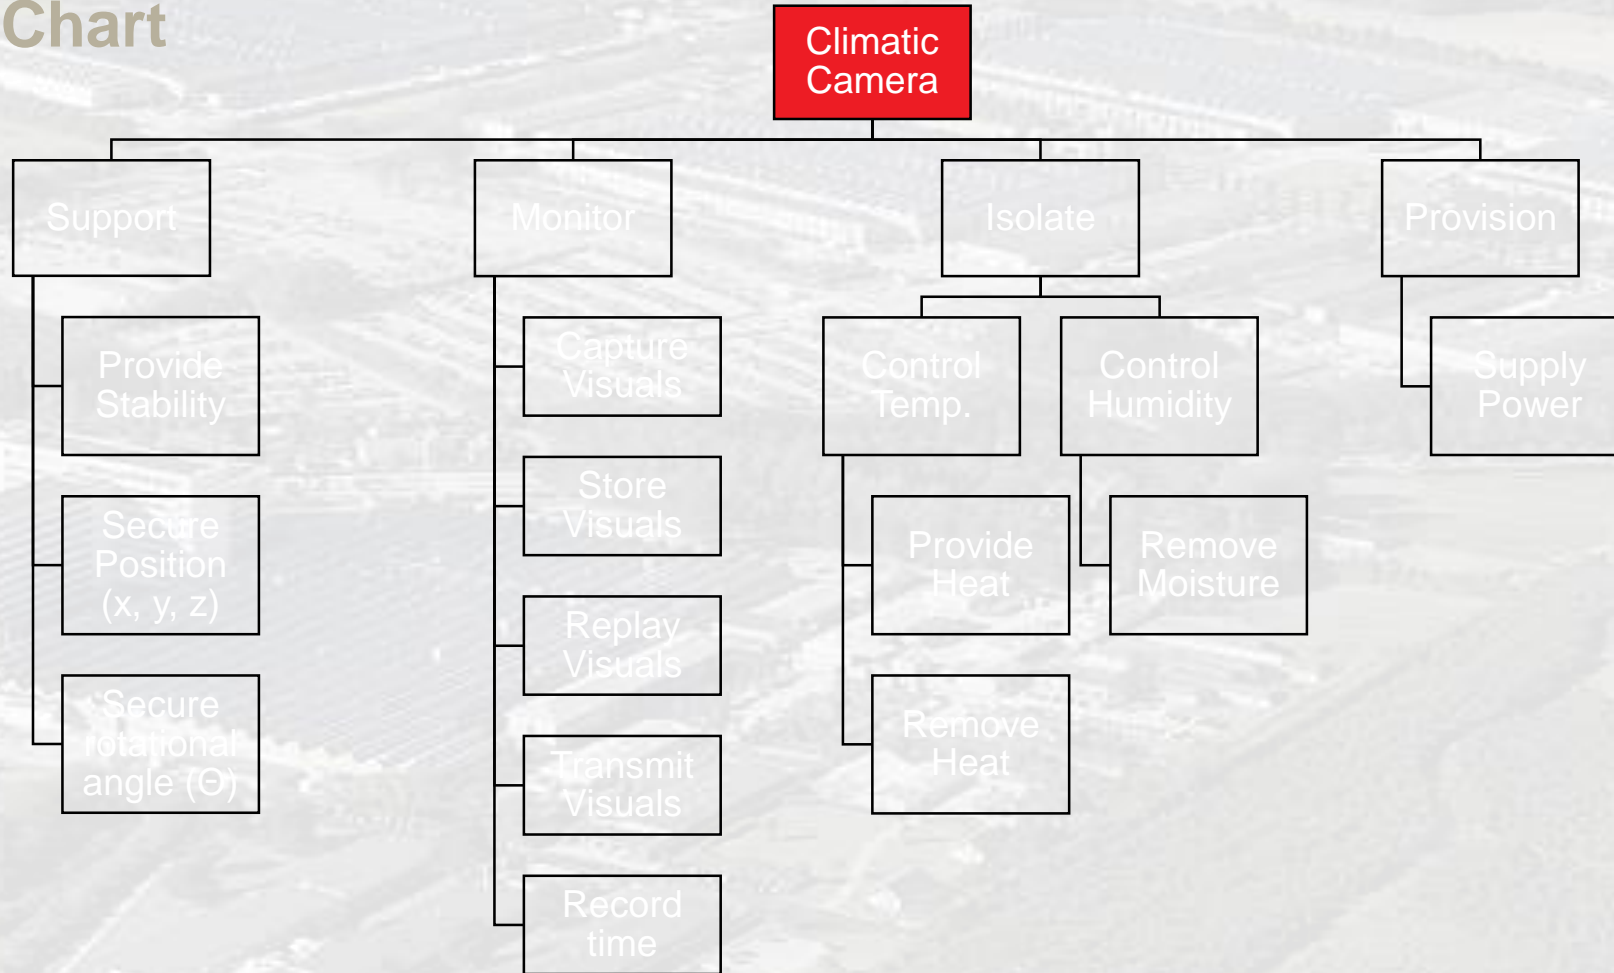 Chart
Climatic
Camera
Support
Monitor
Isolate
Provision
Provide
Stability
Capture
Visuals
Control
Temp.
Control
Humidity
Supply
Power
Store
Visuals
Secure
Position
(x, y, z)
Provide
Heat
Remove
Moisture
Replay
Visuals
Secure
rotational
angle (Θ)
Remove
Heat
Transmit
Visuals
Record
time